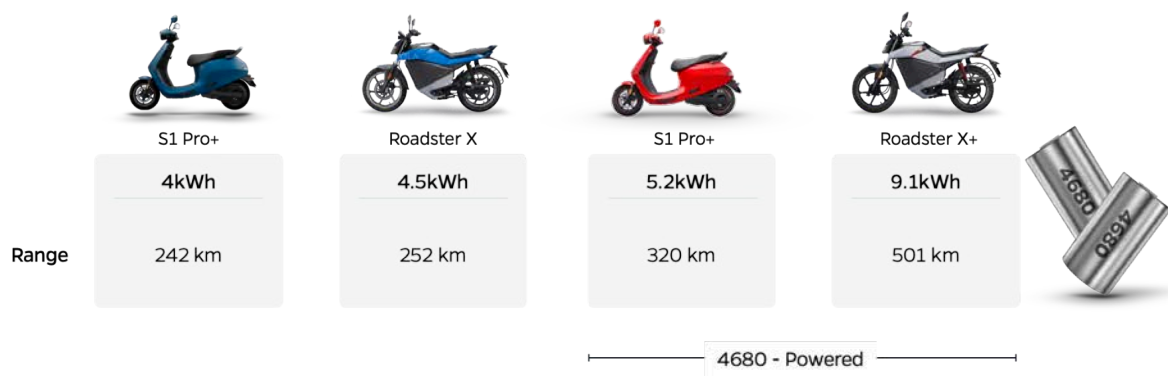 S1 Pro+
Roadster X
S1 Pro+
Roadster X+
4kWh
4.5kWh
5.2kWh
9.1kWh
4680
4680
Range
242 km
252 km
320 km
501 km
4680 - Powered